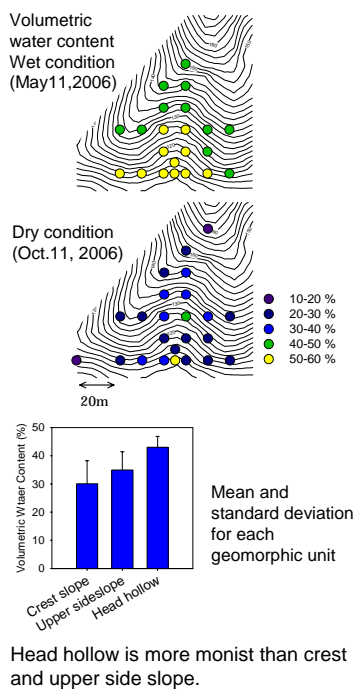 Volumetric
water content
Wet condition
(May11,2006)
Dry condition
(Oct.11, 2006)
10-20 %
20-30 %
30-40 %
40-50 %
50-60 %
20m
Volumetric Wtaer Content (%)
50
40
30
20
10
0
Crest slope
Upper sideslope
Head hollow
Mean and
standard deviation
for each
geomorphic unit
Head hollow is more monist than crest
and upper side slope.